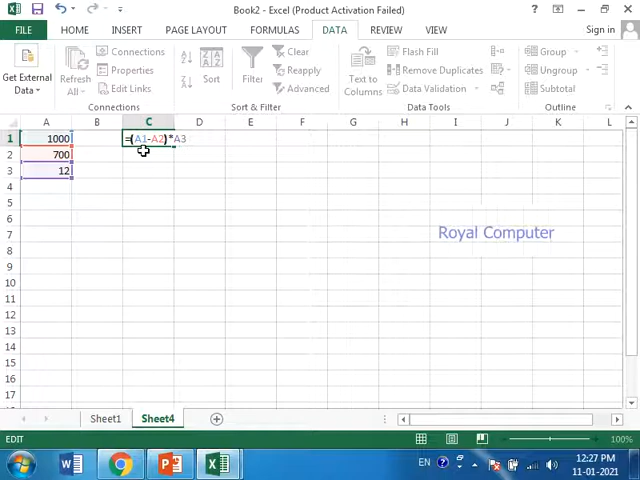 Book2 - Excel (Product Activation Failed)
FILE HOME INSERT PAGE LAYOUT FORMULAS DATA REVIEW VIEW Sign in
Get External Data
Refresh All
Connections
Properties
Edit Links
Connections
Sort
Filter
Clear
Reapply
Advanced
Sort & Filter
Text to Columns
Flash Fill
Remove Duplicates
Data Validation
Data Tools
Group
Ungroup
Subtotal
Outline
A B C D E F G H I J K
1 1000 =(A1-A2)*A3
2 700
3 12
4
5
6
7 Royal Computer
8
9
10
11
12
13
14
15
16
17
Sheet1 Sheet4
EDIT 100%
EN 12:27 PM
11-01-2021